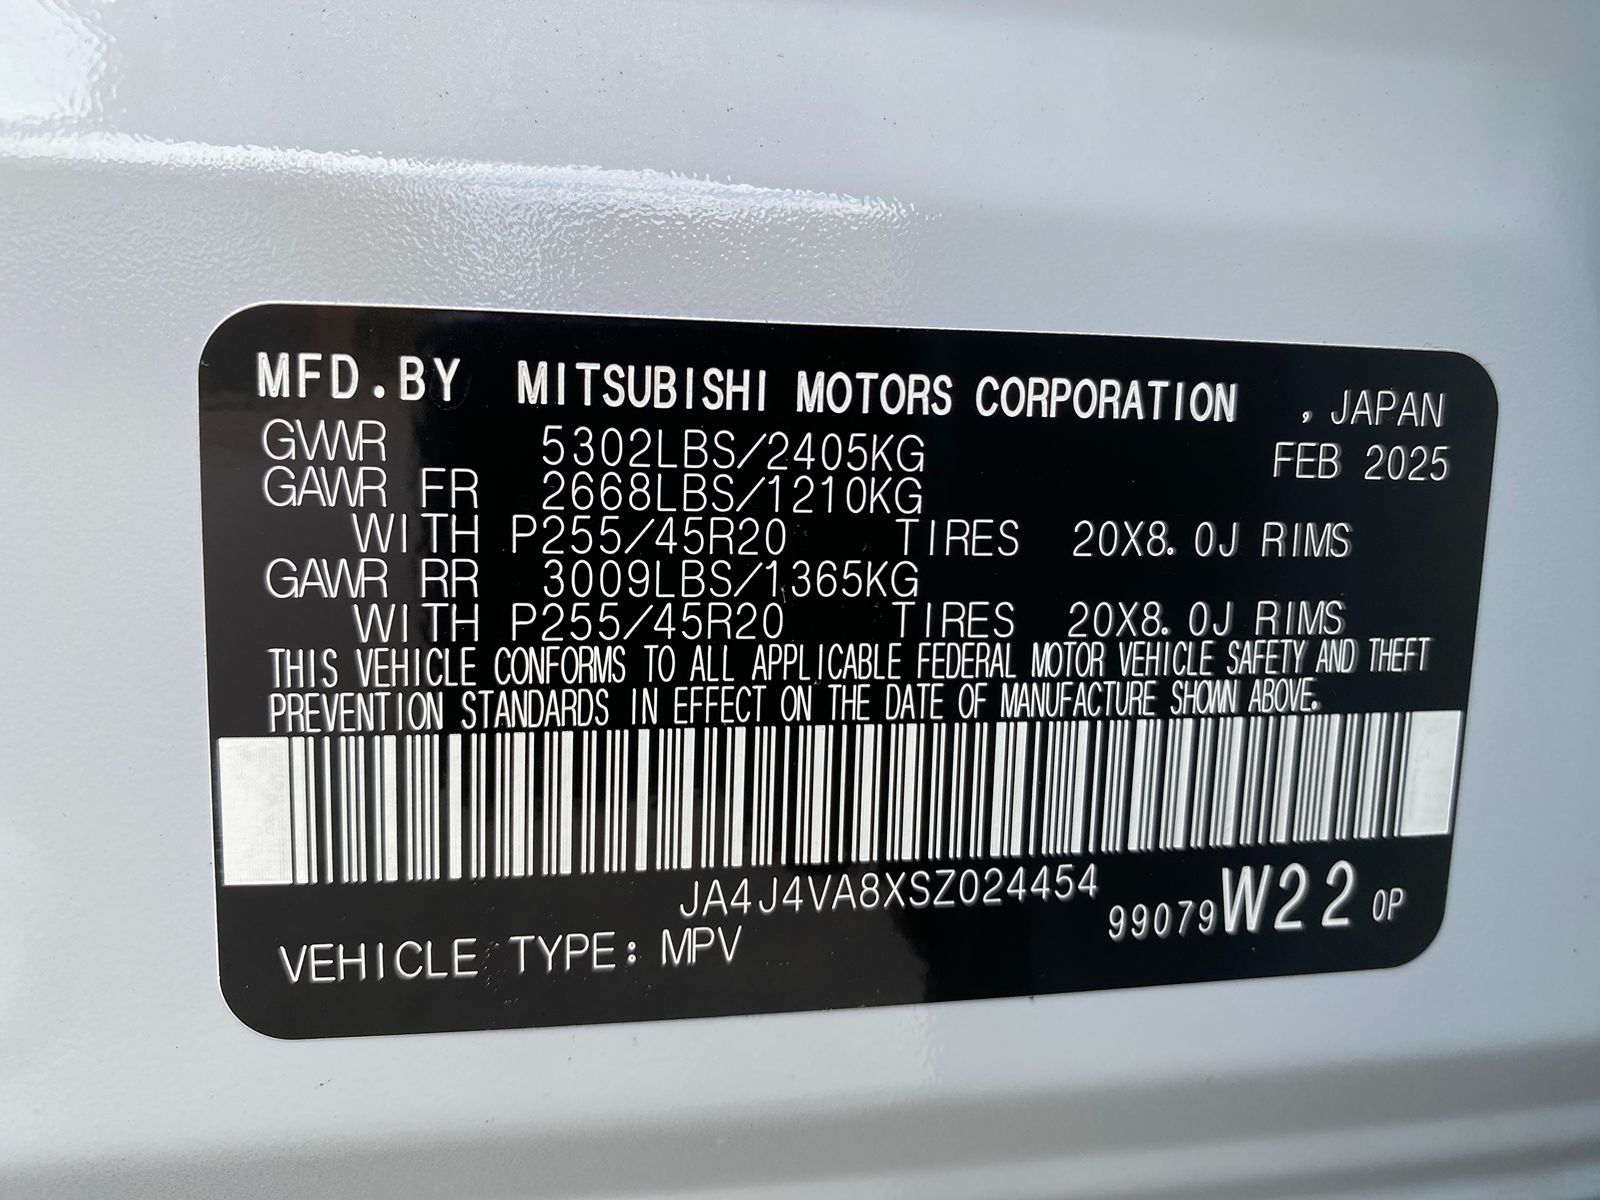 MFD.BY MITSUBISHI MOTORS CORPORATION , JAPAN
GVWR 5302LBS/2405KG FEB 2025
GAWR FR 2668LBS/1210KG
WITH P255/45R20 TIRES 20X8.0J RIMS
GAWR RR 3009LBS/1365KG
WITH P255/45R20 TIRES 20X8.0J RIMS
THIS VEHICLE CONFORMS TO ALL APPLICABLE FEDERAL MOTOR VEHICLE SAFETY AND THEFT
PREVENTION STANDARDS IN EFFECT ON THE DATE OF MANUFACTURE SHOWN ABOVE.
JA4J4VA8XSZ024454
99079 W22 0P
VEHICLE TYPE: MPV